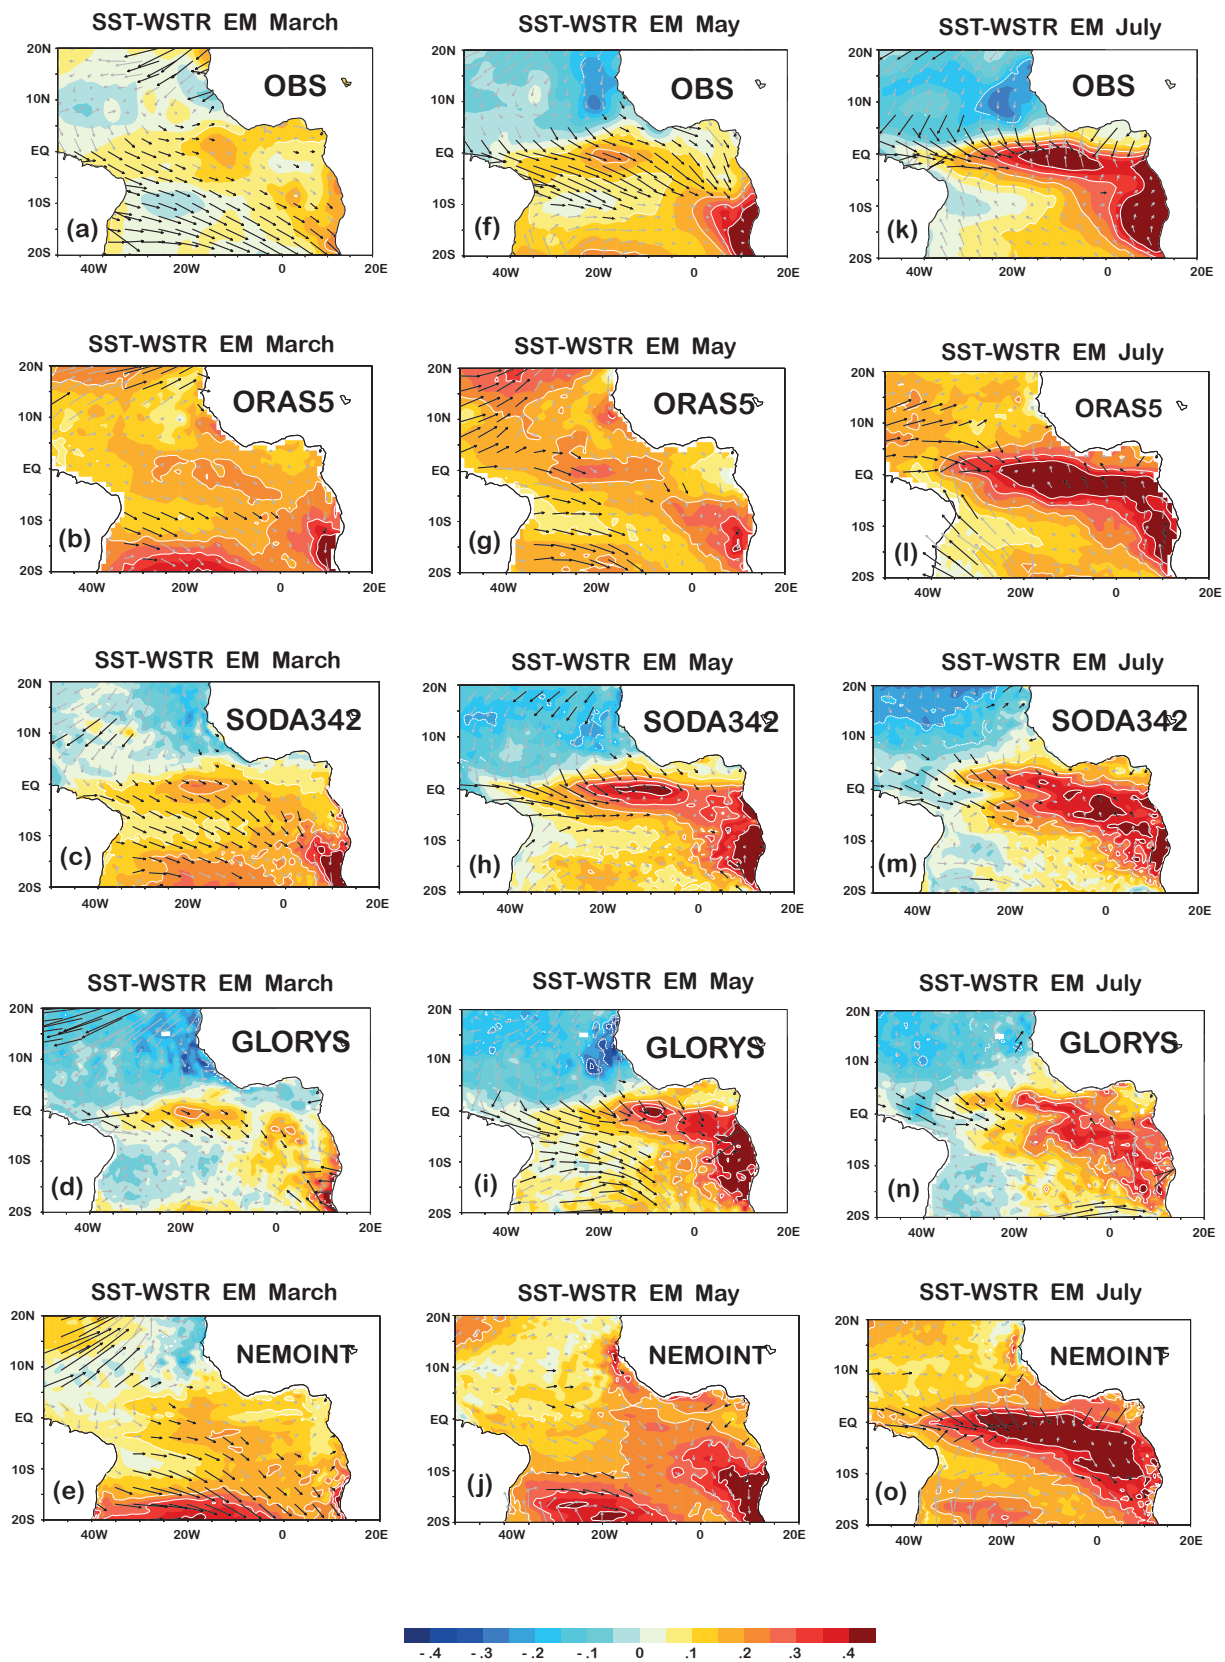 SST-WSTR EM March
SST-WSTR EM May
SST-WSTR EM July
20N
10N
EQ
10S
20S
40W
20W
0
20E
OBS
(a)
20N
10N
EQ
10S
20S
40W
20W
0
20E
OBS
(f)
20N
10N
EQ
10S
20S
40W
20W
0
20E
OBS
(k)
SST-WSTR EM March
SST-WSTR EM May
SST-WSTR EM July
20N
10N
EQ
10S
20S
40W
20W
0
20E
ORAS5
(b)
20N
10N
EQ
10S
20S
40W
20W
0
20E
ORAS5
(g)
20N
10N
EQ
10S
20S
40W
20W
0
20E
ORAS5
(l)
SST-WSTR EM March
SST-WSTR EM May
SST-WSTR EM July
20N
10N
EQ
10S
20S
40W
20W
0
20E
SODA342
(c)
20N
10N
EQ
10S
20S
40W
20W
0
20E
SODA342
(h)
20N
10N
EQ
10S
20S
40W
20W
0
20E
SODA342
(m)
SST-WSTR EM March
SST-WSTR EM May
SST-WSTR EM July
20N
10N
EQ
10S
20S
40W
20W
0
20E
GLORYS
(d)
20N
10N
EQ
10S
20S
40W
20W
0
20E
GLORYS
(i)
20N
10N
EQ
10S
20S
40W
20W
0
20E
GLORYS
(n)
SST-WSTR EM March
SST-WSTR EM May
SST-WSTR EM July
20N
10N
EQ
10S
20S
40W
20W
0
20E
NEMOINT
(e)
20N
10N
EQ
10S
20S
40W
20W
0
20E
NEMOINT
(j)
20N
10N
EQ
10S
20S
40W
20W
0
20E
NEMOINT
(o)
-.4 -.3 -.2 -.1 0 .1 .2 .3 .4